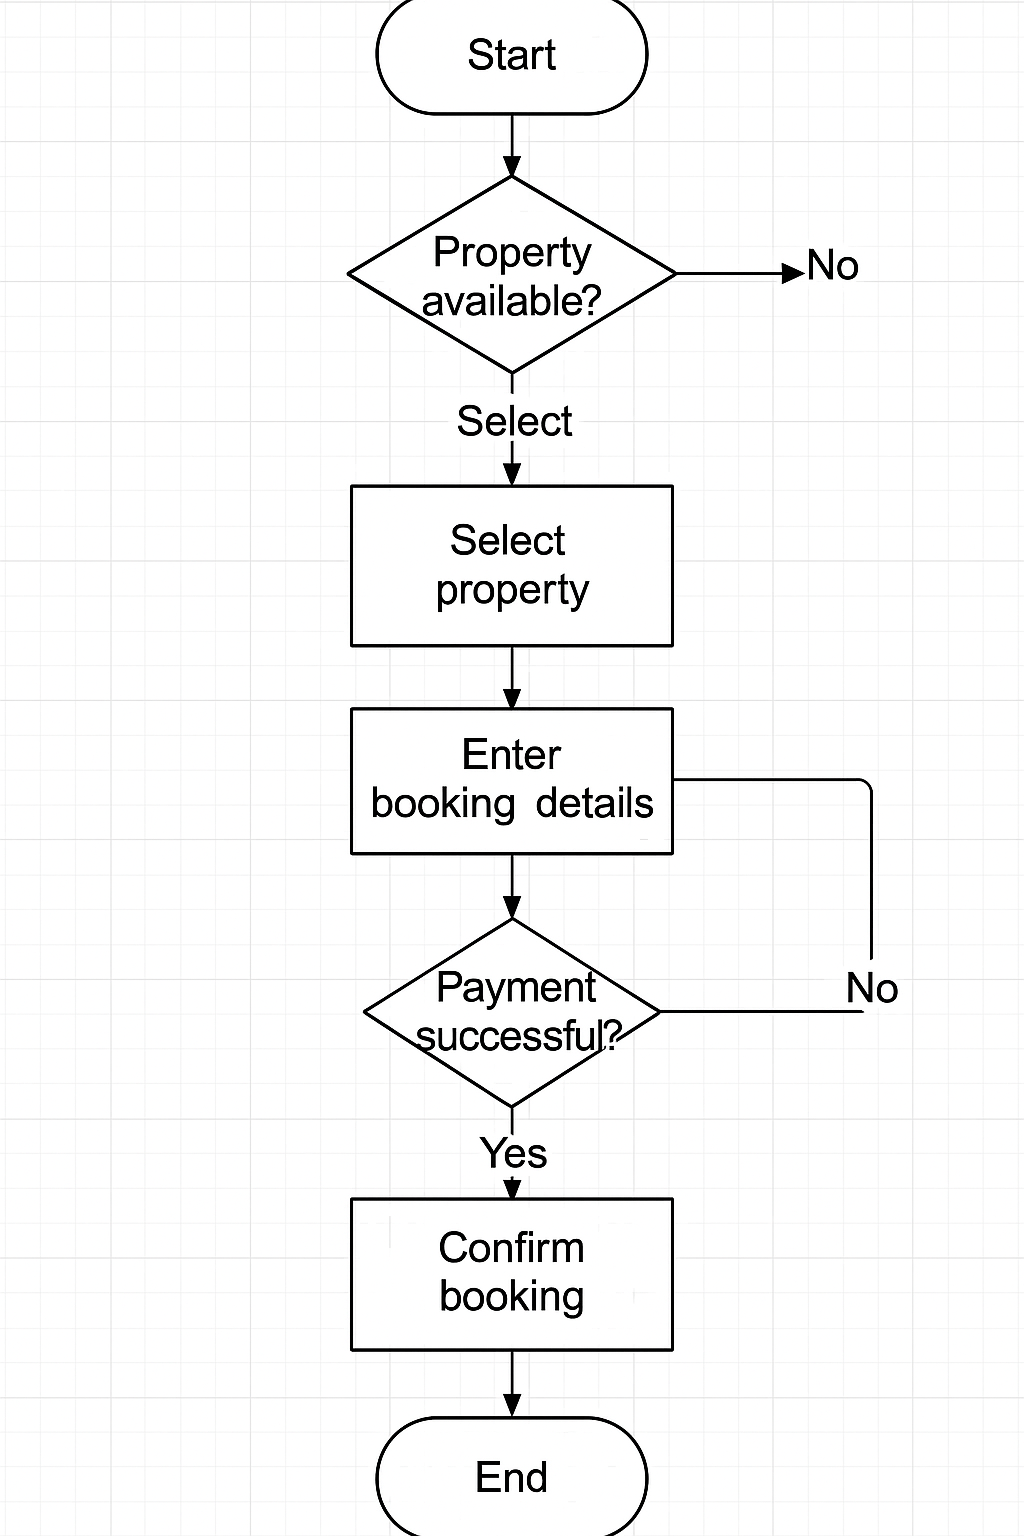 Start
Property
available?
No
Select
Select
property
Enter
booking details
Payment
successful?
No
Yes
Confirm
booking
End